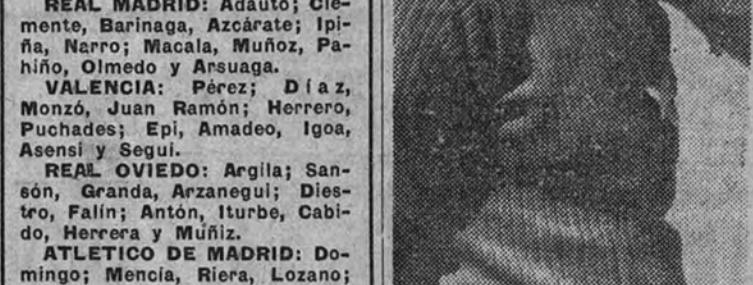 REAL MADRID: Adauto; Cle-
mente, Barinaga, Azcárate; Ipi-
ña, Narro; Macala, Muñoz, Pa-
hiño, Olmedo y Arsuaga.
VALENCIA: Pérez; Díaz,
Monzó, Juan Ramón; Herrero,
Puchades; Epi, Amadeo, Igoa,
Asensi y Seguí.
REAL OVIEDO: Argila; San-
són, Granda, Arzanegui; Dies-
tro, Falín; Antón, Iturbe, Cabi-
do, Herrera y Muñiz.
ATLETICO DE MADRID: Do-
mingo; Mencía, Riera, Lozano;